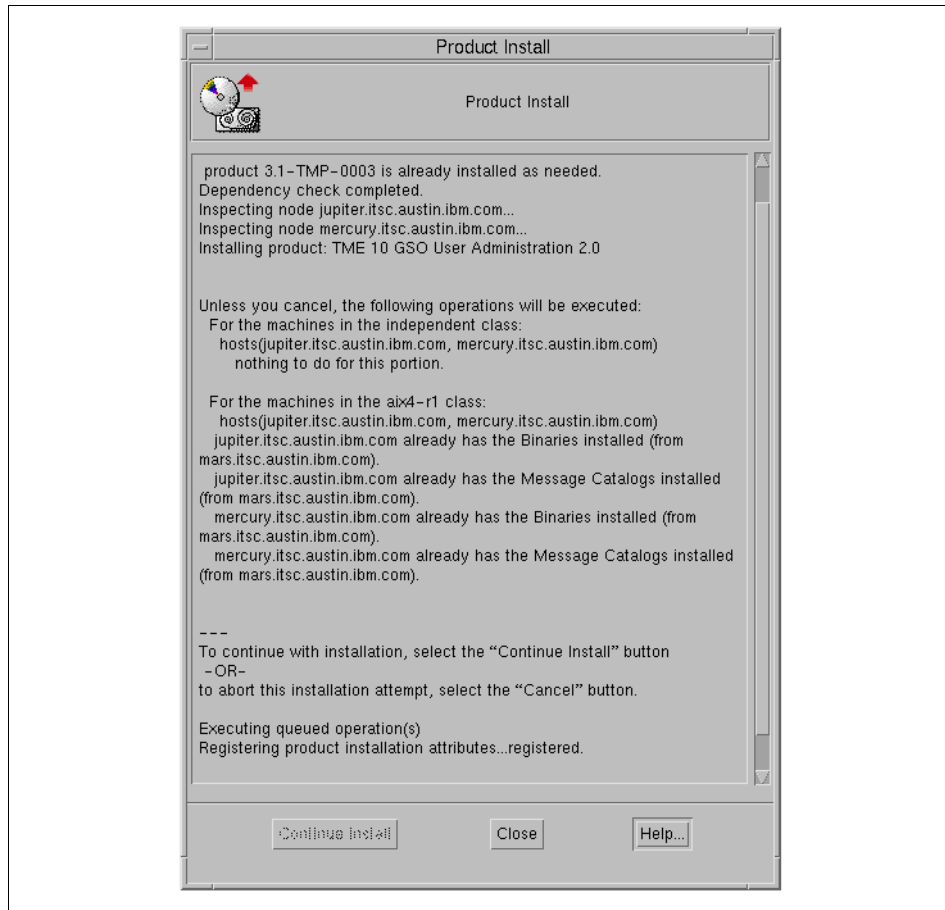 Product Install
Product Install
product 3.1-TMP-0003 is already installed as needed.
Dependency check completed.
Inspecting node jupiter.itsc.austin.ibm.com...
Inspecting node mercury.itsc.austin.ibm.com...
Installing product: TME 10 GSO User Administration 2.0
Unless you cancel, the following operations will be executed:
For the machines in the independent class:
hosts(jupiter.itsc.austin.ibm.com, mercury.itsc.austin.ibm.com)
nothing to do for this portion.
For the machines in the aix4-r1 class:
hosts(jupiter.itsc.austin.ibm.com, mercury.itsc.austin.ibm.com)
jupiter.itsc.austin.ibm.com already has the Binaries installed (from
mars.itsc.austin.ibm.com).
jupiter.itsc.austin.ibm.com already has the Message Catalogs installed
(from mars.itsc.austin.ibm.com).
mercury.itsc.austin.ibm.com already has the Binaries installed (from
mars.itsc.austin.ibm.com).
mercury.itsc.austin.ibm.com already has the Message Catalogs installed
(from mars.itsc.austin.ibm.com).
---
To continue with installation, select the “Continue Install” button
-OR-
to abort this installation attempt, select the “Cancel” button.
Executing queued operation(s)
Registering product installation attributes...registered.
Continue Install
Close
Help...